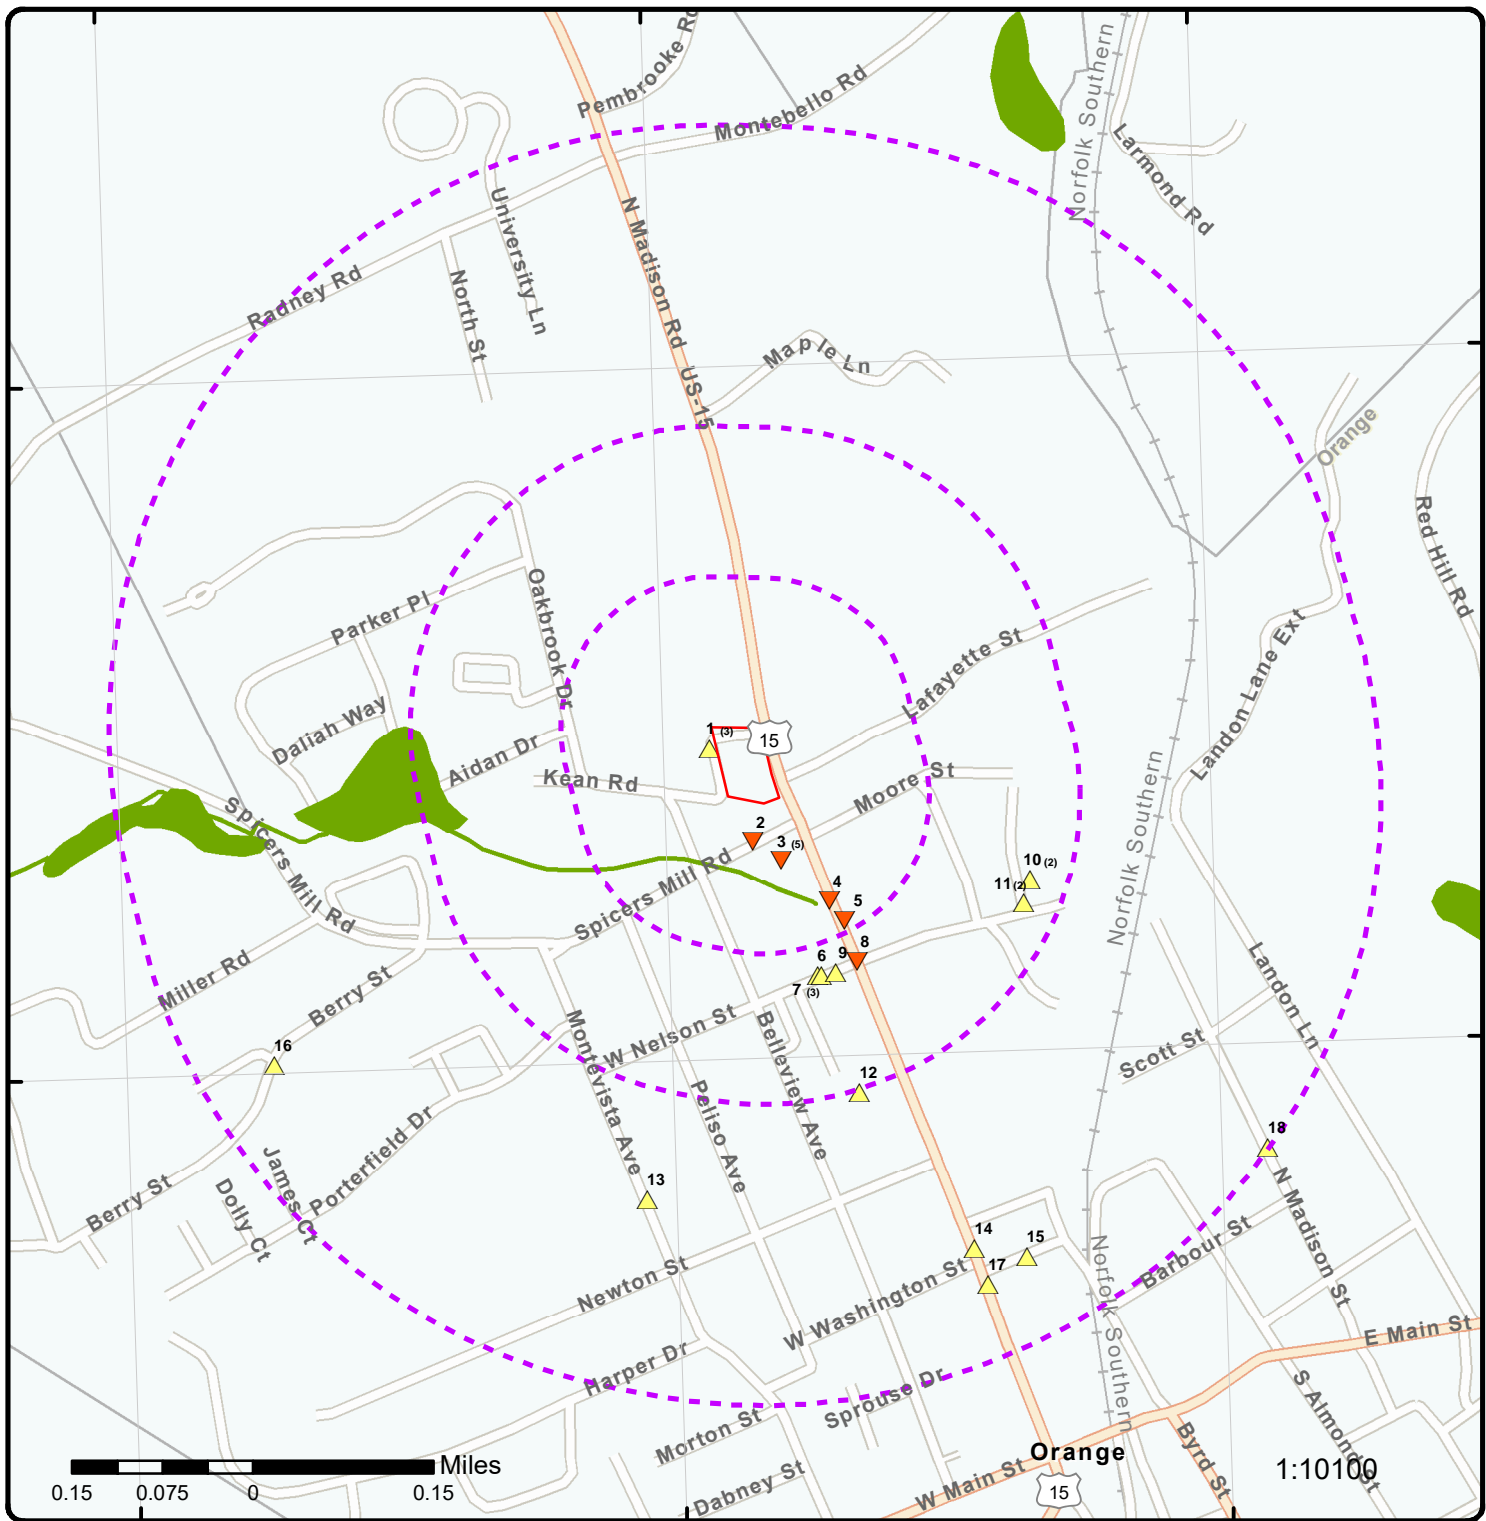 Pembrooke Rd
Montebello Rd
Norfolk Southern
Larmond Rd
University Ln
N Madison Rd
US-15
Radney Rd
North St
Maple Ln
Orange
Red Hill Rd
Oakbrook Dr
Parker Pl
Lafayette St
Landon Lane Ext
Daliah Way
Aidan Dr
1 (3)
15
Kean Rd
Moore St
Norfolk Southern
Spicers Mill Rd
2
3 (5)
Spicers Mill Rd
10 (2)
11 (2)
4
5
8
6
9
7 (3)
Miller Rd
Berry St
Landon Ln
W Nelson St
Belleview Ave
Montevista Ave
Scott St
16
12
Peliso Ave
Porterfield Dr
18
James Ct
Berry St
Dolly Ct
13
N Madison St
14
15
17
Barbour St
Norfolk Southern
Newton St
W Washington St
E Main St
Harper Dr
Sprouse Dr
S Almond St
Morton St
Byrd St
Orange
Miles
1:10100
W Main St
Dabney St
15
0.15 0.075 0 0.15